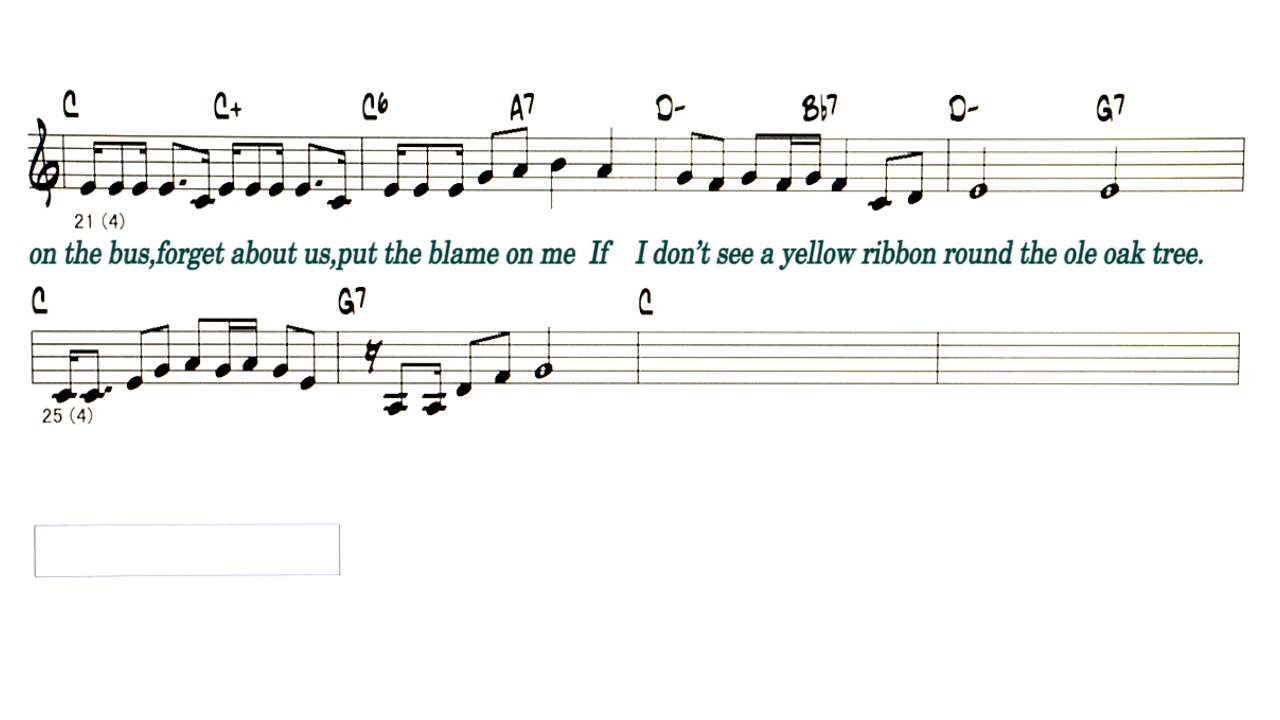 C C+ C6 A7 D- B♭7 D- G7
21 (4)
on the bus,forget about us,put the blame on me If I don't see a yellow ribbon round the ole oak tree.
C G7 C
25 (4)